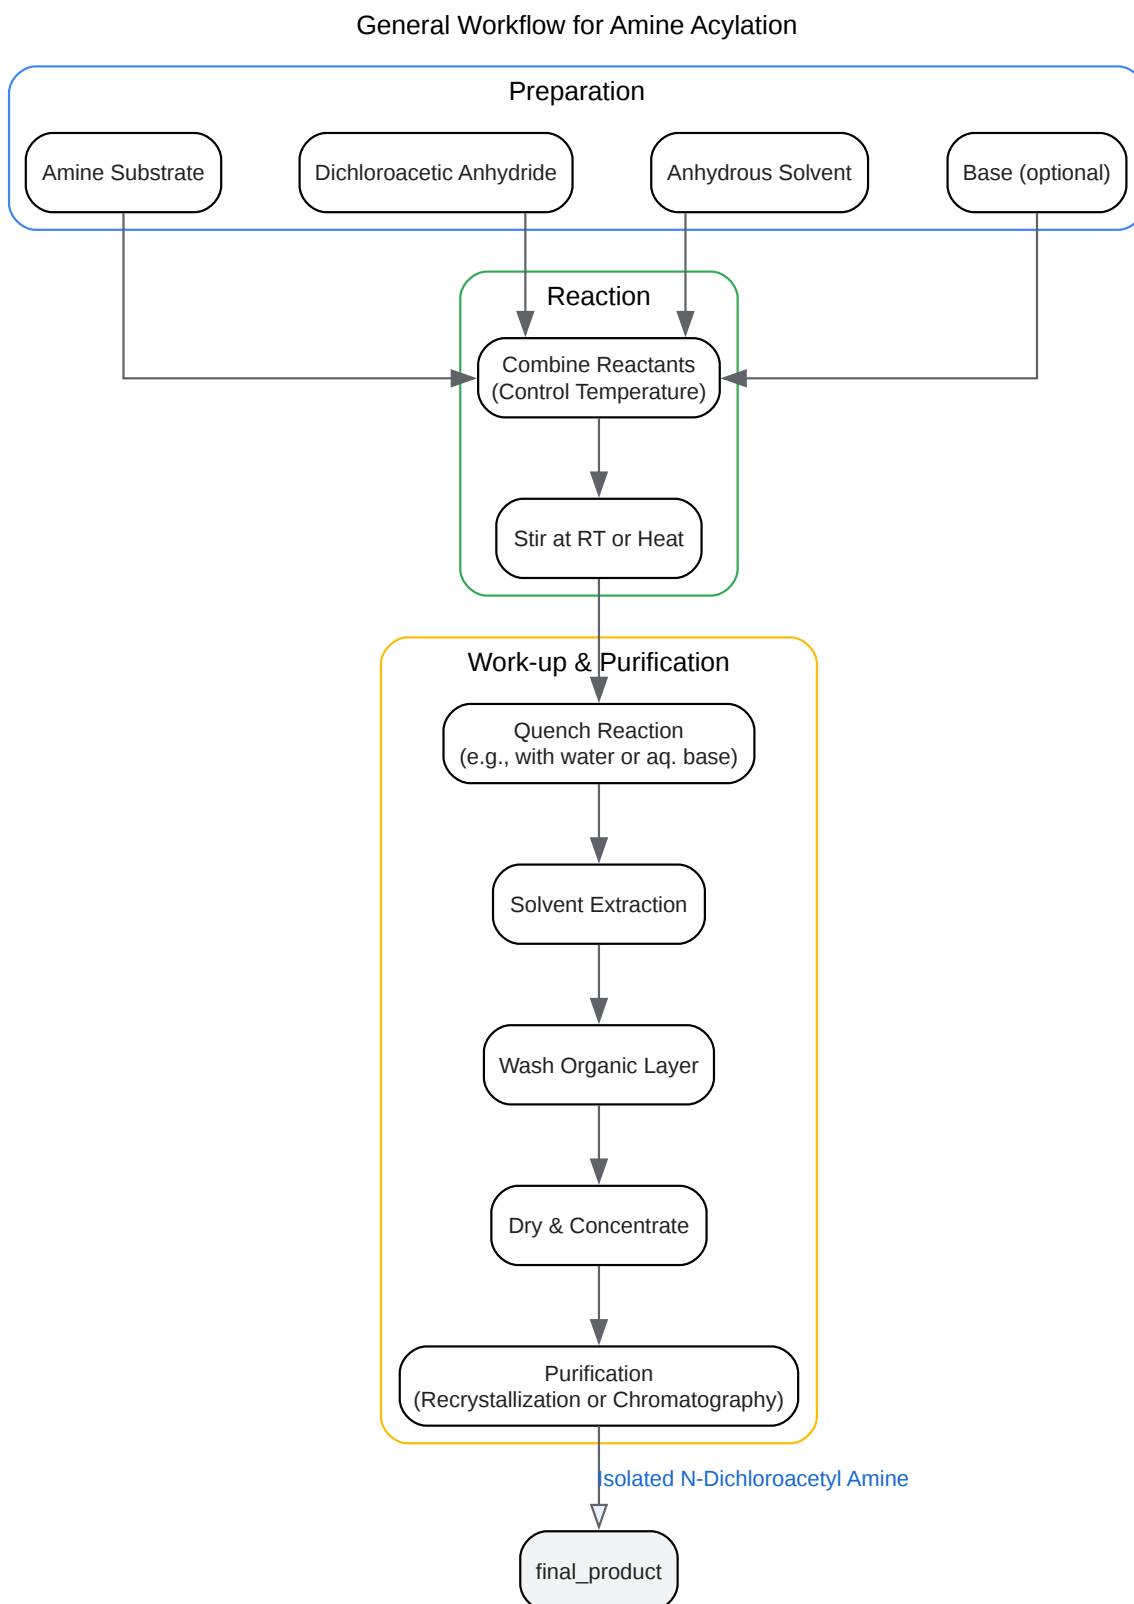 General Workflow for Amine Acylation
Preparation
Amine Substrate
Dichloroacetic Anhydride
Anhydrous Solvent
Base (optional)
Reaction
Combine Reactants
(Control Temperature)
Stir at RT or Heat
Work-up & Purification
Quench Reaction
(e.g., with water or aq. base)
Solvent Extraction
Wash Organic Layer
Dry & Concentrate
Purification
(Recrystallization or Chromatography)
Isolated N-Dichloroacetyl Amine
final_product